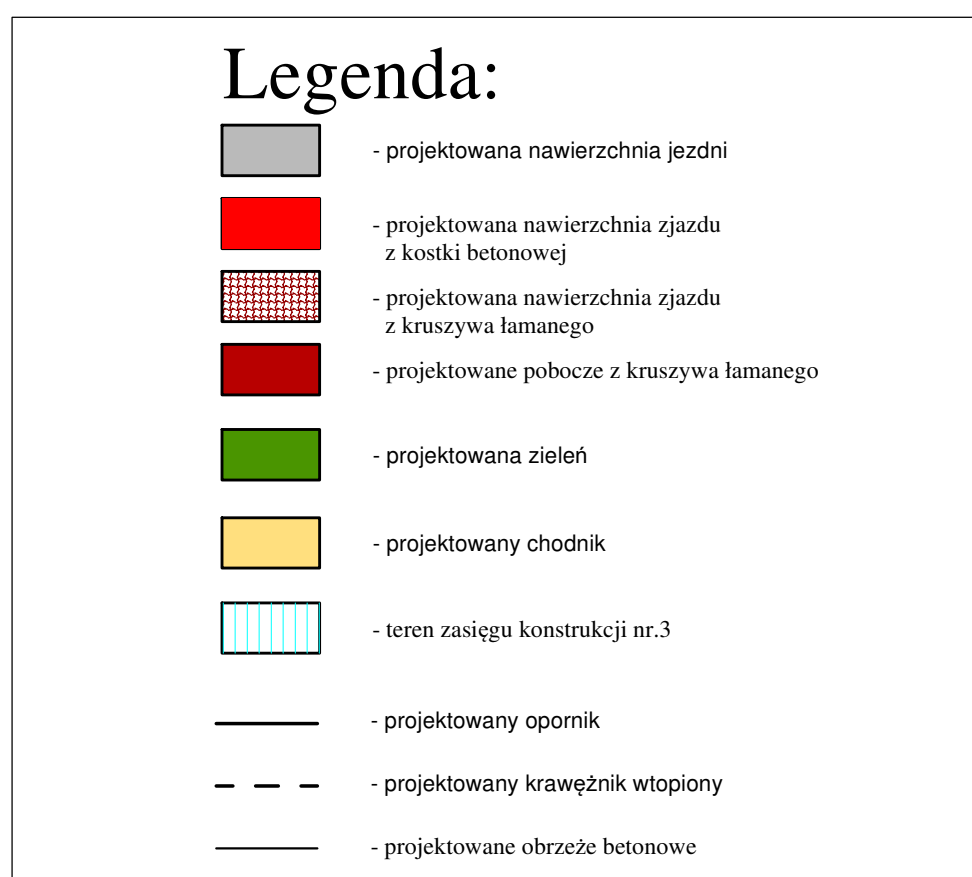 Legenda:
- projektowana nawierzchnia jezdni
- projektowana nawierzchnia zjazdu
z kostki betonowej
- projektowana nawierzchnia zjazdu
z kruszywa łamanego
- projektowane pobocze z kruszywa łamanego
- projektowana zieleń
- projektowany chodnik
- teren zasięgu konstrukcji nr.3
- projektowany opornik
- projektowany krawężnik wtopiony
- projektowane obrzeże betonowe